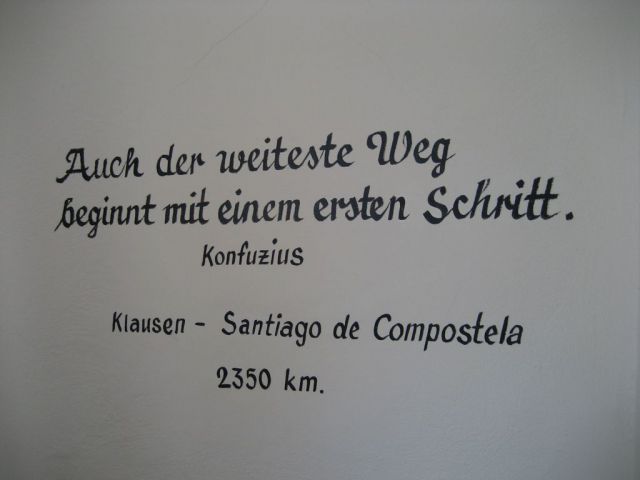 Auch der weiteste Weg
beginnt mit einem ersten Schritt.
Konfuzius
Klausen - Santiago de Compostela
2350 km.